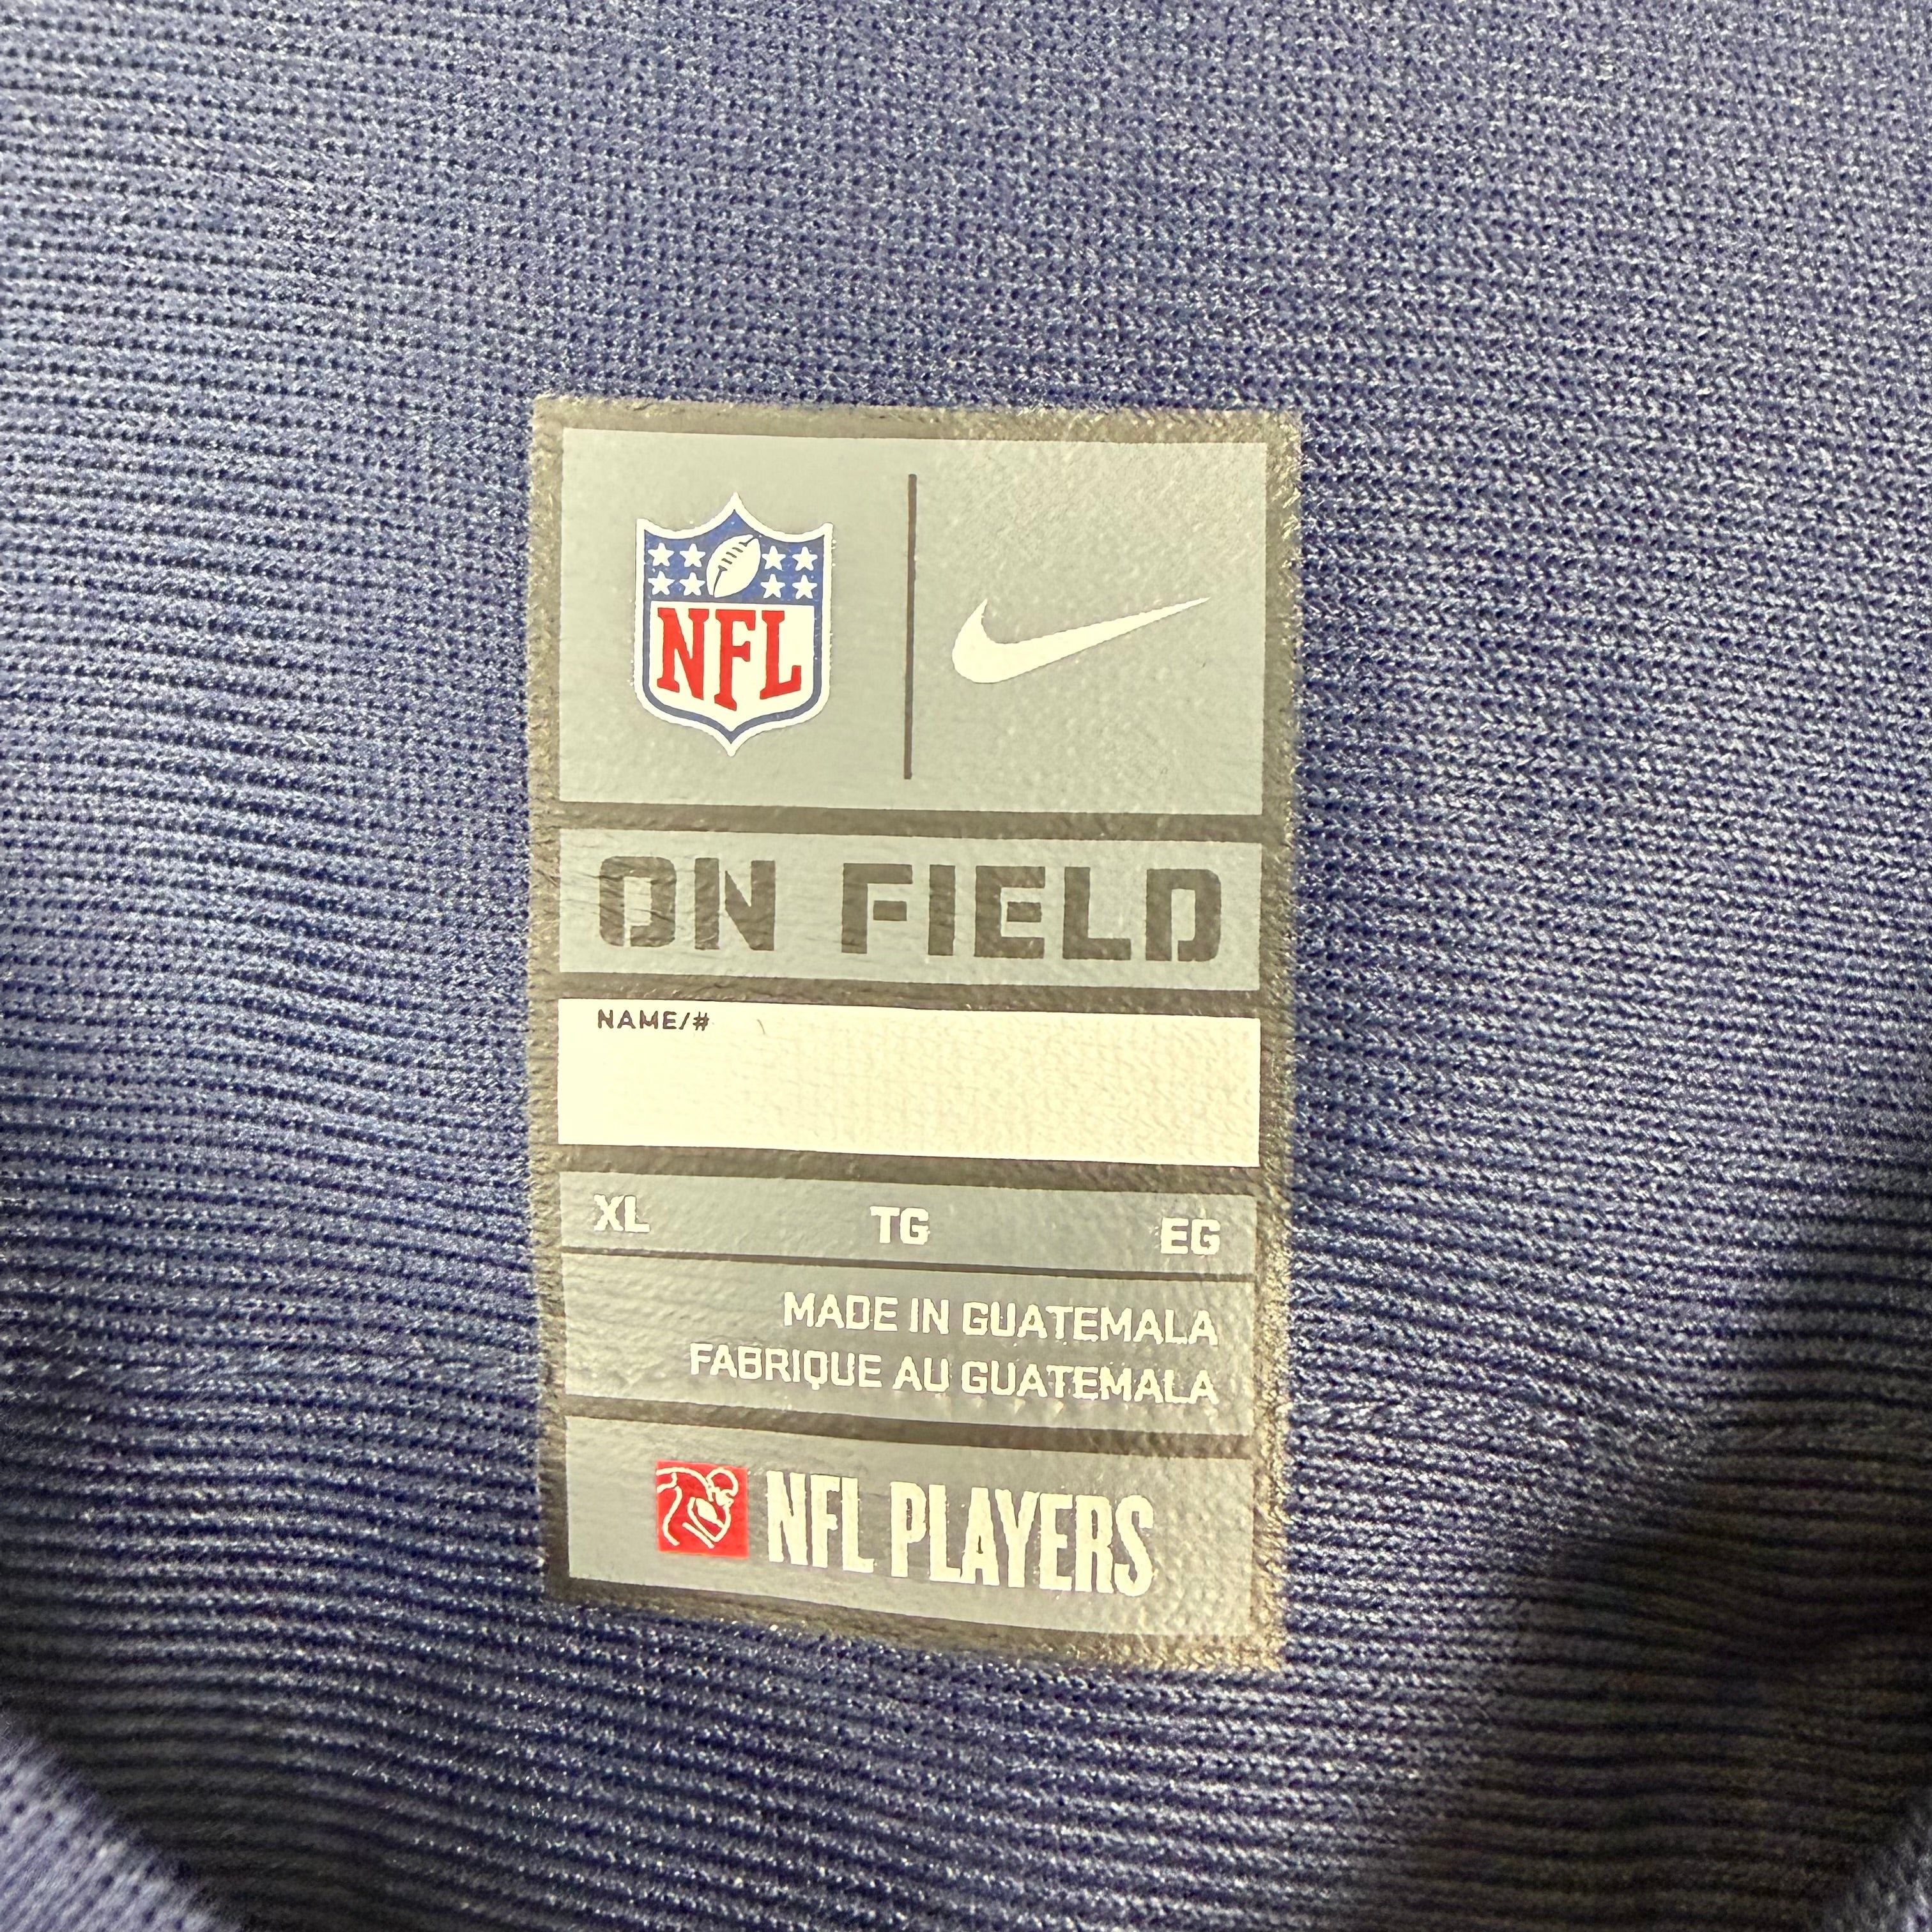 NFL
ON FIELD
NAME/#
XL TG EG
MADE IN GUATEMALA
FABRIQUE AU GUATEMALA
NFL PLAYERS